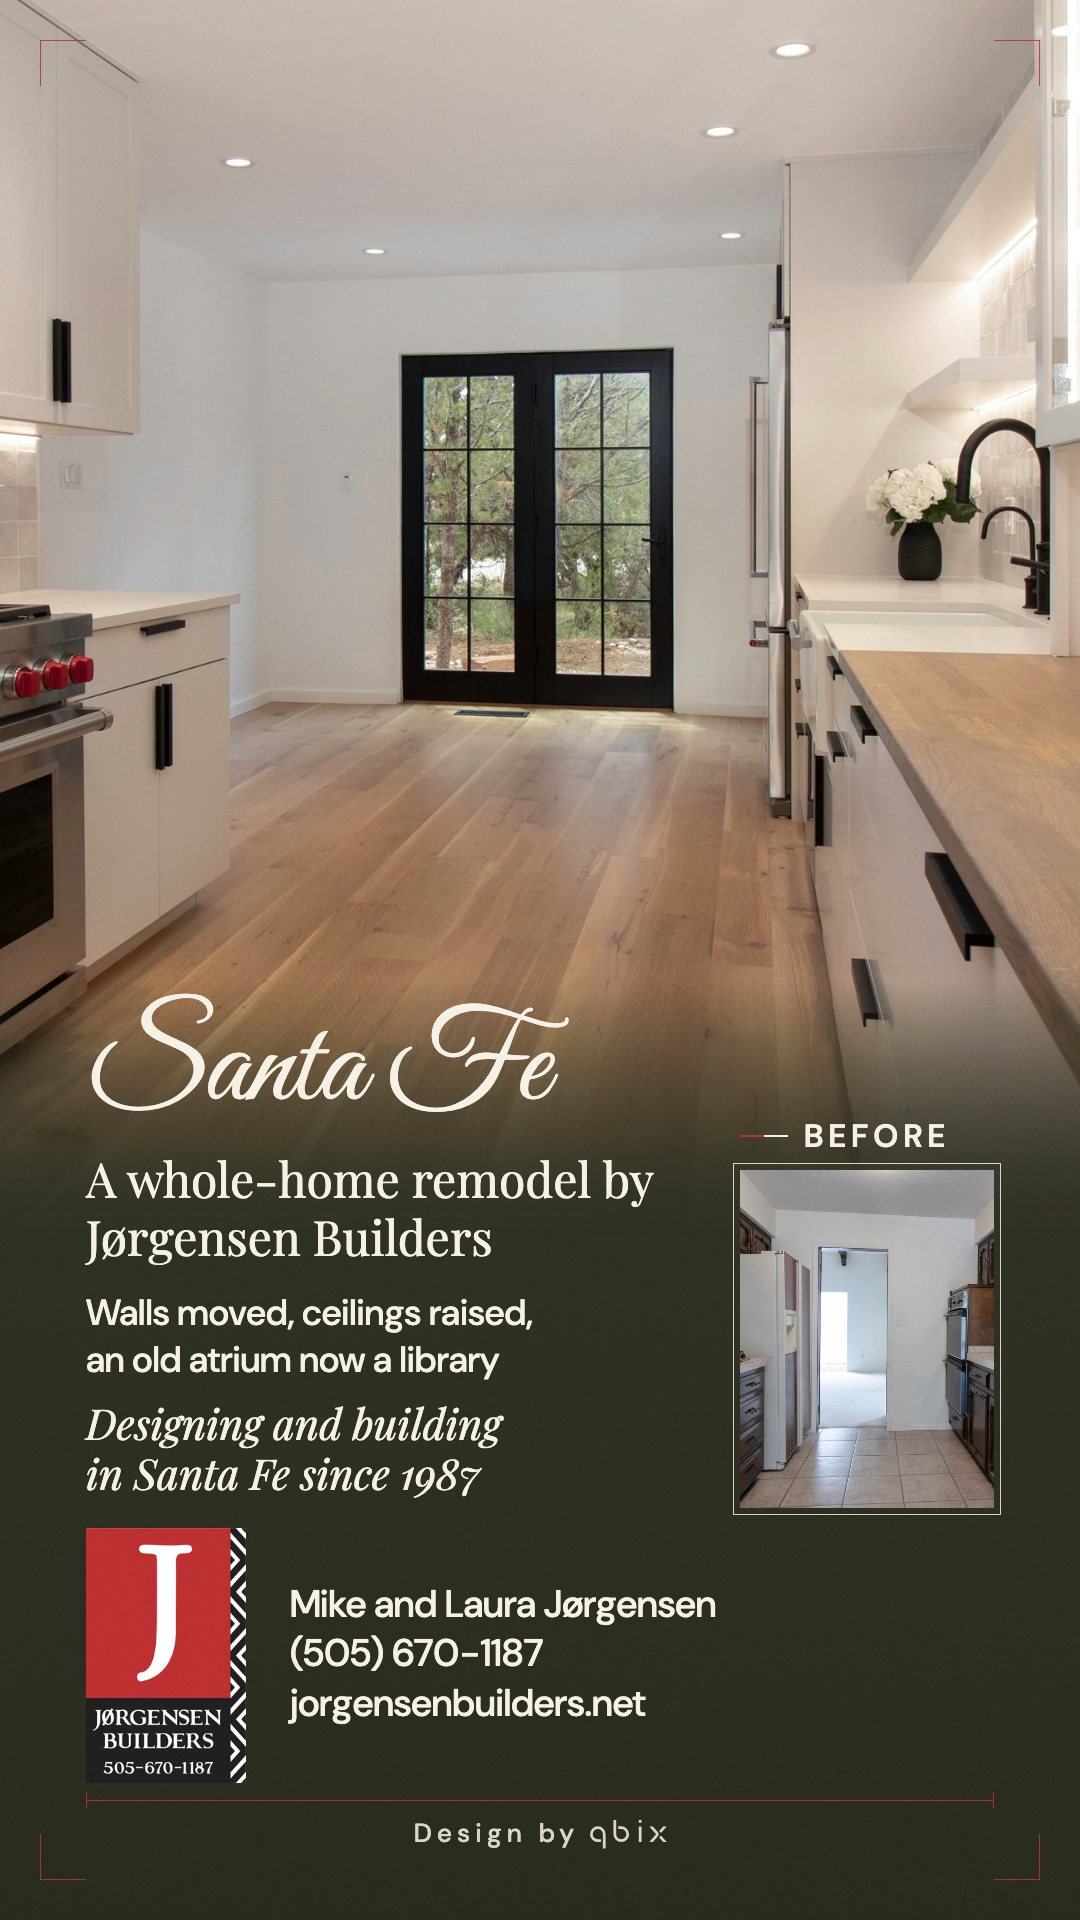 Santa Fe
BEFORE
A whole-home remodel by
Jørgensen Builders
Walls moved, ceilings raised,
an old atrium now a library
Designing and building
in Santa Fe since 1987
J
JØRGENSEN
BUILDERS
505-670-1187
Mike and Laura Jørgensen
(505) 670-1187
jorgensenbuilders.net
Design by qbix